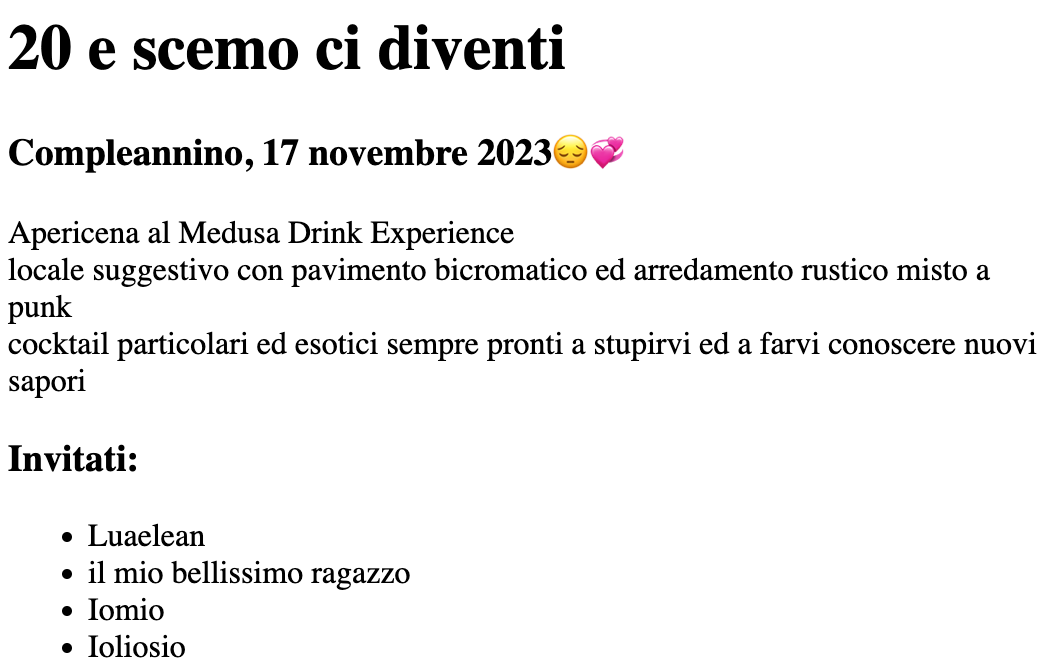 20 e scemo ci diventi
Compleannino, 17 novembre 2023😔💞
Apericena al Medusa Drink Experience
locale suggestivo con pavimento bicromatico ed arredamento rustico misto a
punk
cocktail particolari ed esotici sempre pronti a stupirvi ed a farvi conoscere nuovi
sapori
Invitati:
• Luaelean
• il mio bellissimo ragazzo
• Iomio
• Ioliosio